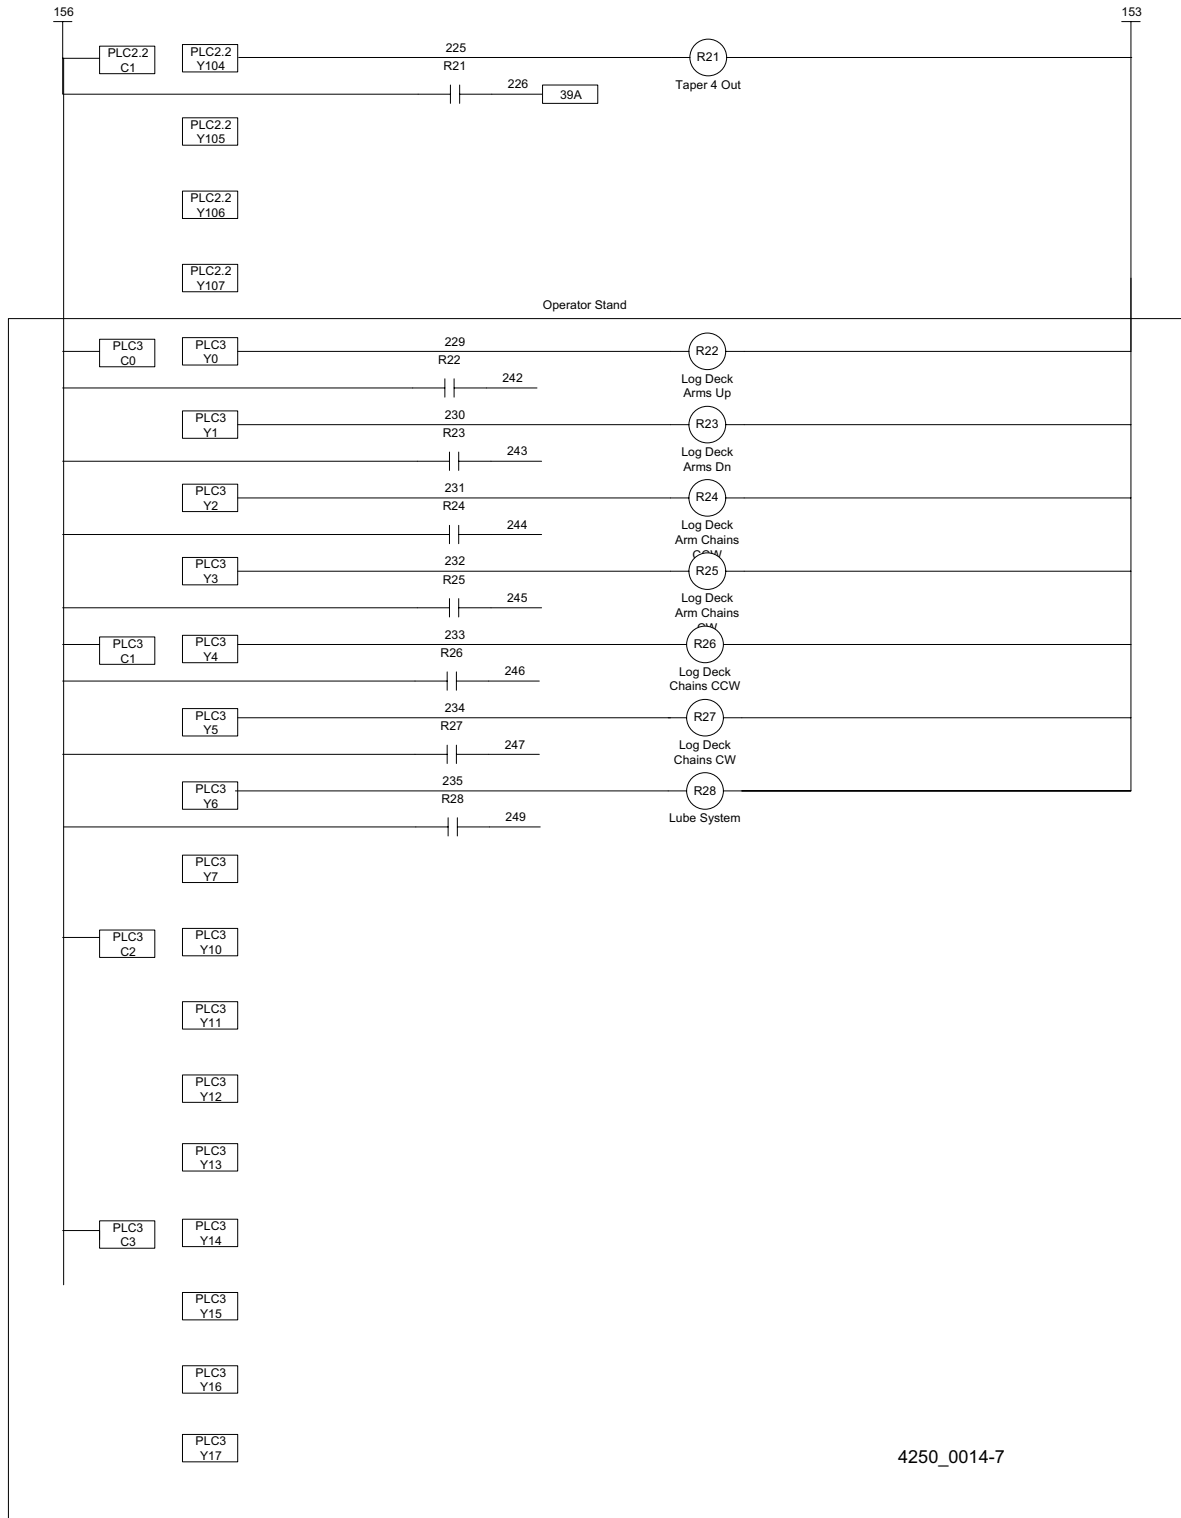 156
153
PLC2.2
C1
PLC2.2
Y104
225
R21
R21
Taper 4 Out
226
39A
PLC2.2
Y105
PLC2.2
Y106
PLC2.2
Y107
Operator Stand
PLC3
C0
PLC3
Y0
229
R22
R22
Log Deck
Arms Up
242
PLC3
Y1
230
R23
R23
Log Deck
Arms Dn
243
PLC3
Y2
231
R24
R24
Log Deck
Arm Chains
CCW
244
PLC3
Y3
232
R25
R25
Log Deck
Arm Chains
CW
245
PLC3
C1
PLC3
Y4
233
R26
R26
Log Deck
Chains CCW
246
PLC3
Y5
234
R27
R27
Log Deck
Chains CW
247
PLC3
Y6
235
R28
R28
Lube System
249
PLC3
Y7
PLC3
C2
PLC3
Y10
PLC3
Y11
PLC3
Y12
PLC3
Y13
PLC3
C3
PLC3
Y14
PLC3
Y15
PLC3
Y16
PLC3
Y17
4250_0014-7